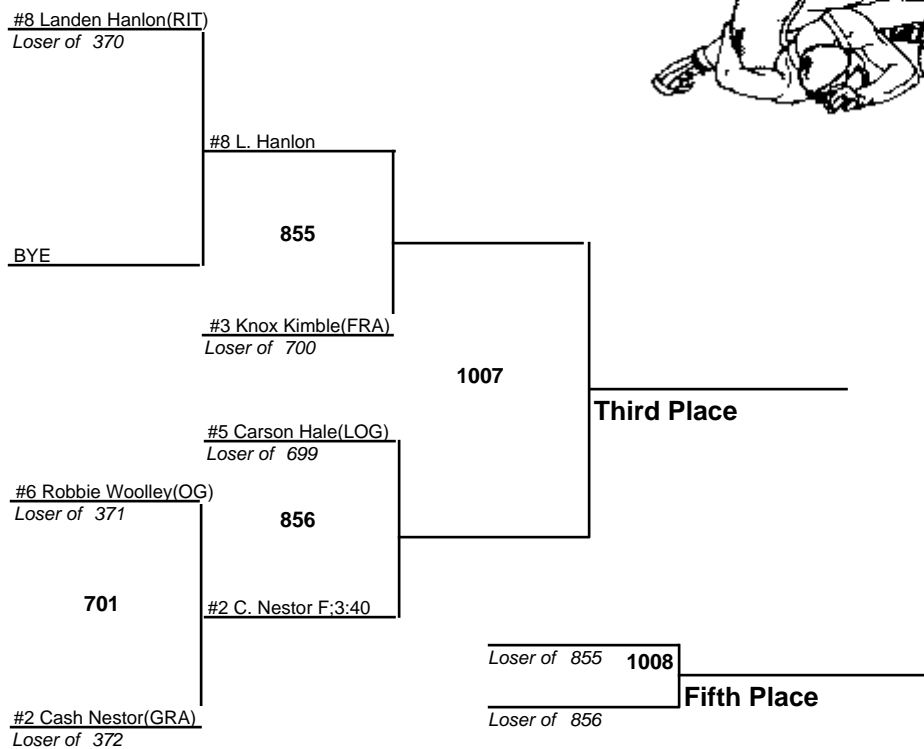 #8 Landen Hanlon(RIT)
Loser of 370
#8 L. Hanlon
855
BYE
#3 Knox Kimble(FRA)
Loser of 700
1007
Third Place
#5 Carson Hale(LOG)
Loser of 699
#6 Robbie Woolley(OG)
Loser of 371
856
701
#2 C. Nestor F;3:40
Loser of 855 1008
Fifth Place
#2 Cash Nestor(GRA)
Loser of 856
Loser of 372